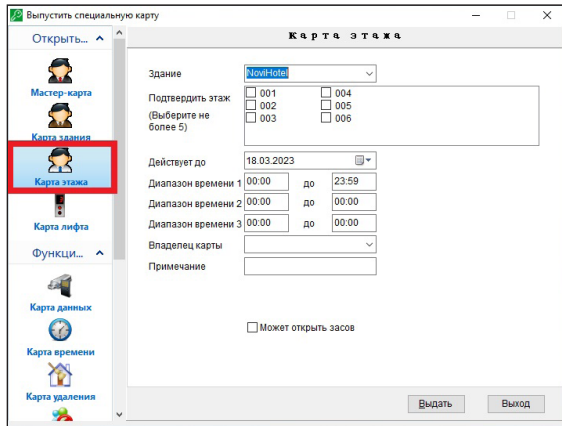 Выпустить специальную карту
Открыть...
Мастер-карта
Карта здания
Карта этажа
Карта лифта
Функци...
Карта данных
Карта времени
Карта удаления
Карта этажа
Здание NoviHotel
Подтвердить этаж
(Выберите не
более 5)
001 004
002 005
003 006
Действует до 18.03.2023
Диапазон времени 1 00:00 до 23:59
Диапазон времени 2 00:00 до 00:00
Диапазон времени 3 00:00 до 00:00
Владелец карты
Примечание
Может открыть засов
Выдать Выход